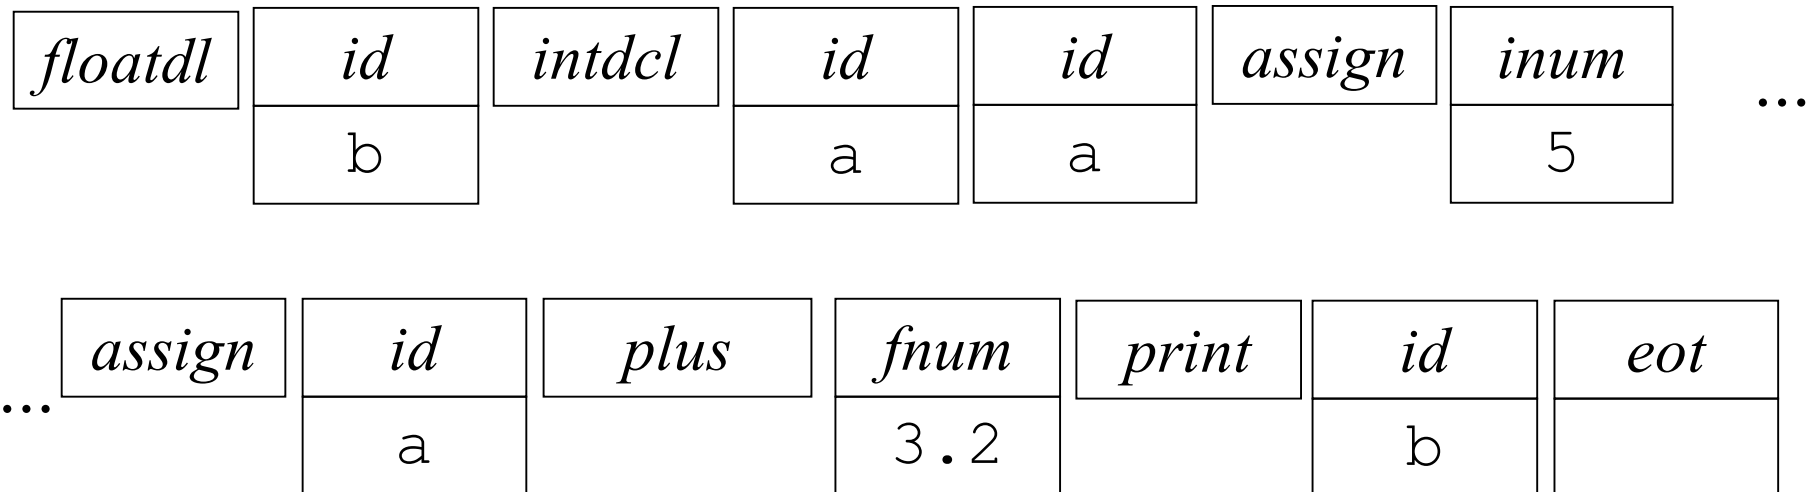 floatdl id intdcl id id assign inum
b a a 5 ...
assign id plus fnum print id eot
... a 3.2 b